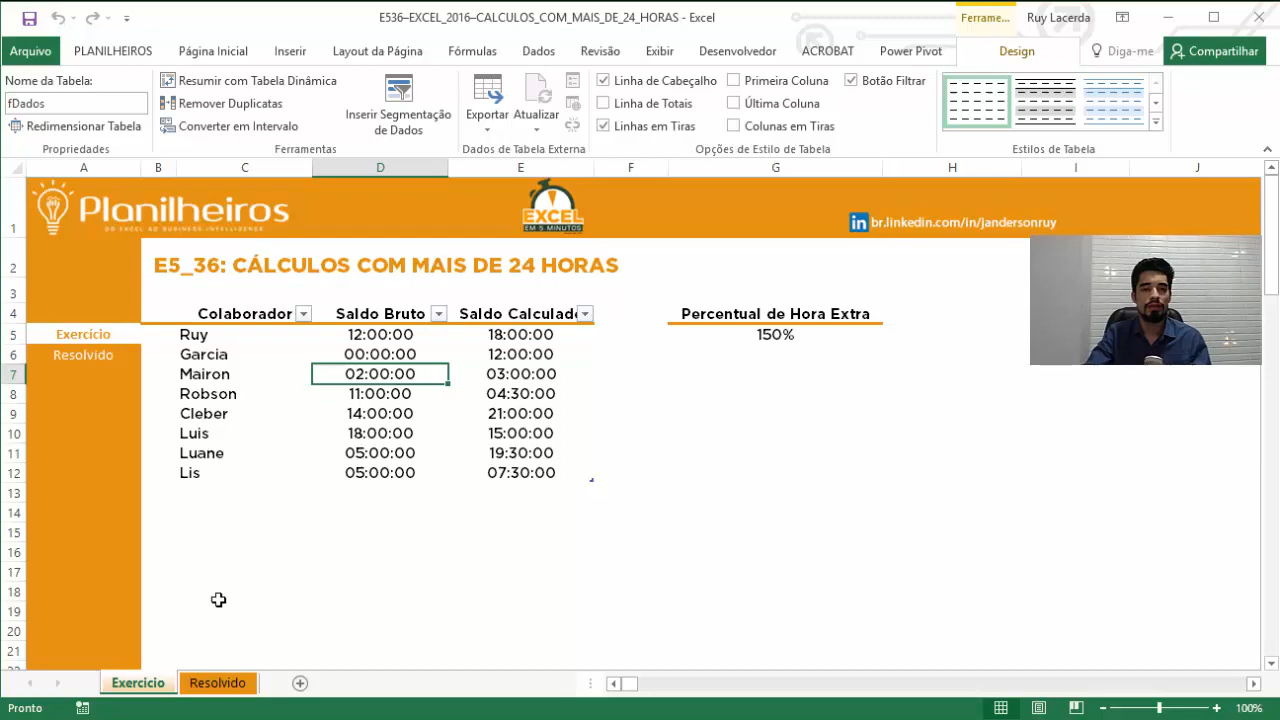 E536–EXCEL_2016–CALCULOS_COM_MAIS_DE_24_HORAS - Excel
Ferrame...
Ruy Lacerda
Arquivo PLANILHEIROS Página Inicial Inserir Layout da Página Fórmulas Dados Revisão Exibir Desenvolvedor ACROBAT Power Pivot Design Diga-me Compartilhar
Nome da Tabela:
fDados
Redimensionar Tabela
Propriedades
Resumir com Tabela Dinâmica
Remover Duplicatas
Converter em Intervalo
Inserir Segmentação
de Dados
Ferramentas
Exportar Atualizar
Dados de Tabela Externa
Linha de Cabeçalho Primeira Coluna Botão Filtrar
Linha de Totais Última Coluna
Linhas em Tiras Colunas em Tiras
Opções de Estilo de Tabela
Estilos de Tabela
A B C D E F G H I J
1
Planilheiros
DO EXCEL AO BUSINESS INTELLIGENCE
EXCEL
EM 5 MINUTOS
in br.linkedin.com/in/jandersonruy
2 E5_36: CÁLCULOS COM MAIS DE 24 HORAS
3
4 Colaborador Saldo Bruto Saldo Calculado Percentual de Hora Extra
5 Exercício Ruy 12:00:00 18:00:00 150%
6 Resolvido Garcia 00:00:00 12:00:00
7 Mairon 02:00:00 03:00:00
8 Robson 11:00:00 04:30:00
9 Cleber 14:00:00 21:00:00
10 Luis 18:00:00 15:00:00
11 Luane 05:00:00 19:30:00
12 Lis 05:00:00 07:30:00
13
14
15
16
17
18
19
20
21
Exercicio Resolvido
Pronto
100%